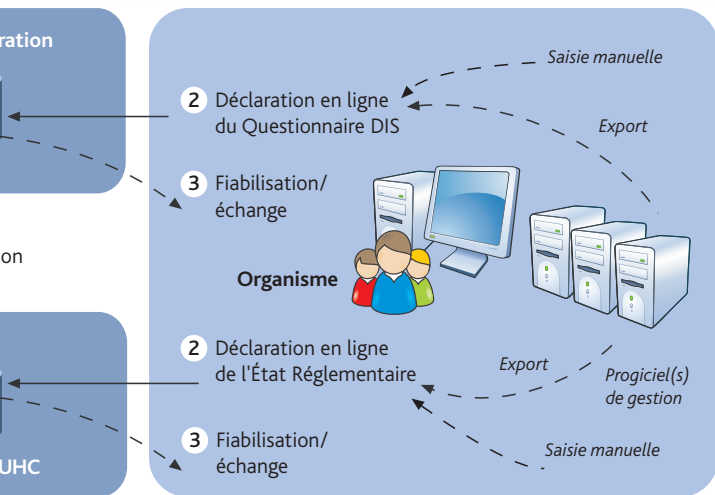 ration
Saisie manuelle
2 Déclaration en ligne
du Questionnaire DIS
Export
3 Fiabilisation/
échange
on
Organisme
2 Déclaration en ligne
de l'État Réglementaire
Export
Progiciel(s)
de gestion
3 Fiabilisation/
échange
Saisie manuelle
UHC